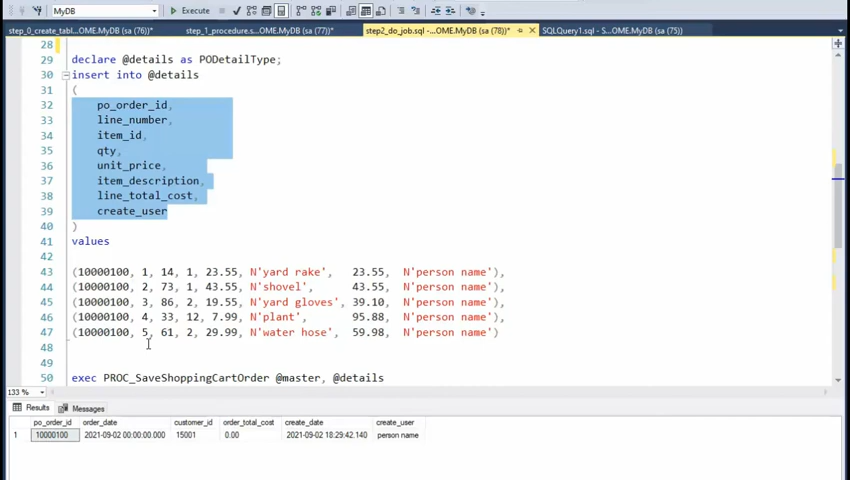 MyDB Execute
step_0_create_tabl...OME.MyDB (sa (76))* step_1_procedure.s...OME.MyDB (sa (77))* step2_do_job.sql -...OME.MyDB (sa (78))* SQLQuery1.sql - S...OME.MyDB (sa (75))
28
29 declare @details as PODetailType;
30 insert into @details
31 (
32 po_order_id,
33 line_number,
34 item_id,
35 qty,
36 unit_price,
37 item_description,
38 line_total_cost,
39 create_user
40 )
41 values
42
43 (10000100, 1, 14, 1, 23.55, N'yard rake', 23.55, N'person name'),
44 (10000100, 2, 73, 1, 43.55, N'shovel', 43.55, N'person name'),
45 (10000100, 3, 86, 2, 19.55, N'yard gloves', 39.10, N'person name'),
46 (10000100, 4, 33, 12, 7.99, N'plant', 95.88, N'person name'),
47 (10000100, 5, 61, 2, 29.99, N'water hose', 59.98, N'person name')
48
49
50 exec PROC_SaveShoppingCartOrder @master, @details
133 %
Results Messages
po_order_id order_date customer_id order_total_cost create_date create_user
1 10000100 2021-09-02 00:00:00.000 15001 0.00 2021-09-02 18:29:42.140 person name